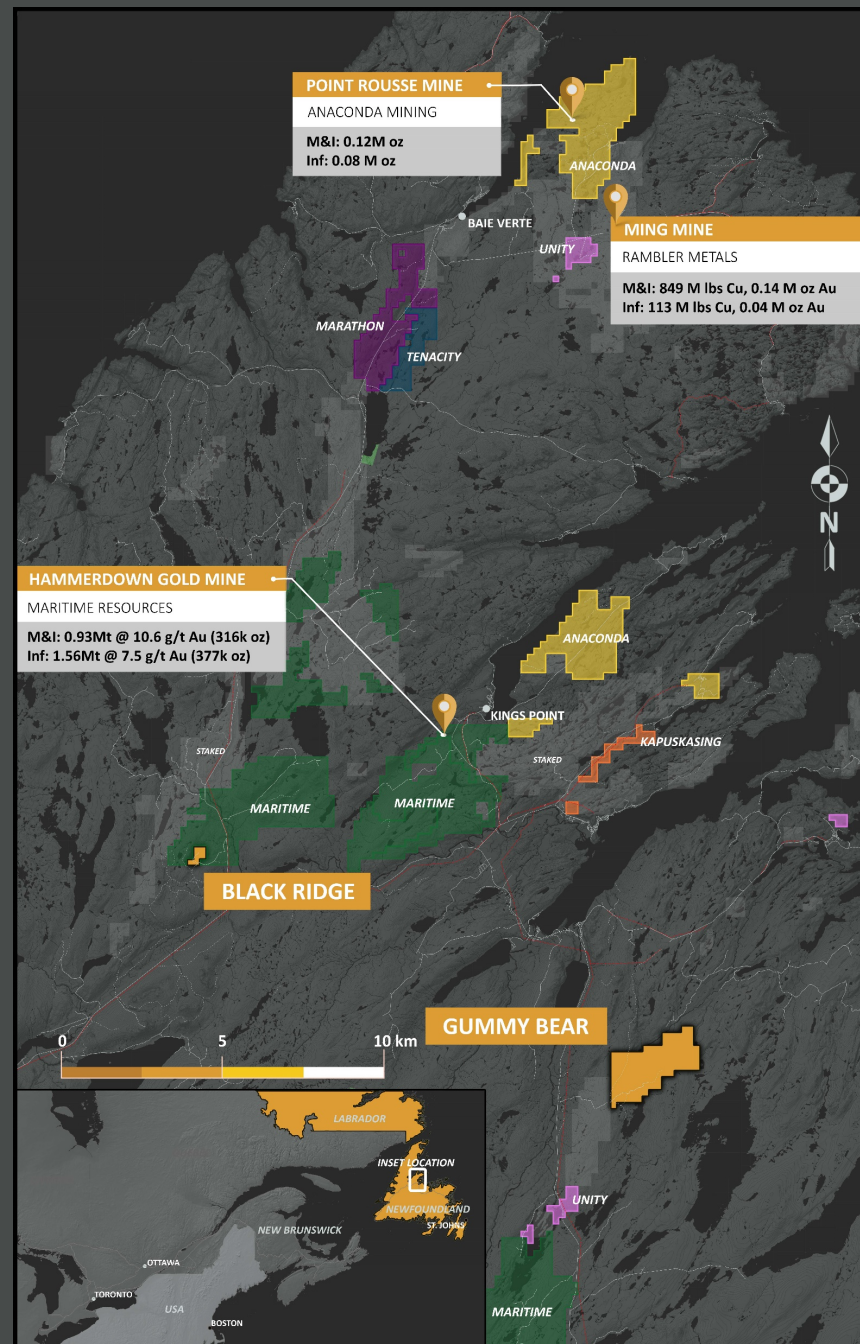 POINT ROUSSE MINE
ANACONDA MINING
M&I: 0.12M oz
Inf: 0.08 M oz
ANACONDA
BAIE VERTE
MING MINE
RAMBLER METALS
M&I: 849 M lbs Cu, 0.14 M oz Au
Inf: 113 M lbs Cu, 0.04 M oz Au
UNITY
MARATHON
TENACITY
N
HAMMERDOWN GOLD MINE
MARITIME RESOURCES
M&I: 0.93Mt @ 10.6 g/t Au (316k oz)
Inf: 1.56Mt @ 7.5 g/t Au (377k oz)
ANACONDA
KINGS POINT
KAPUSKASING
STAKED
STAKED
MARITIME
MARITIME
BLACK RIDGE
GUMMY BEAR
0 5 10 km
LABRADOR
INSET LOCATION
NEWFOUNDLAND
ST. JOHNS
NEW BRUNSWICK
OTTAWA
TORONTO
USA
BOSTON
UNITY
MARITIME